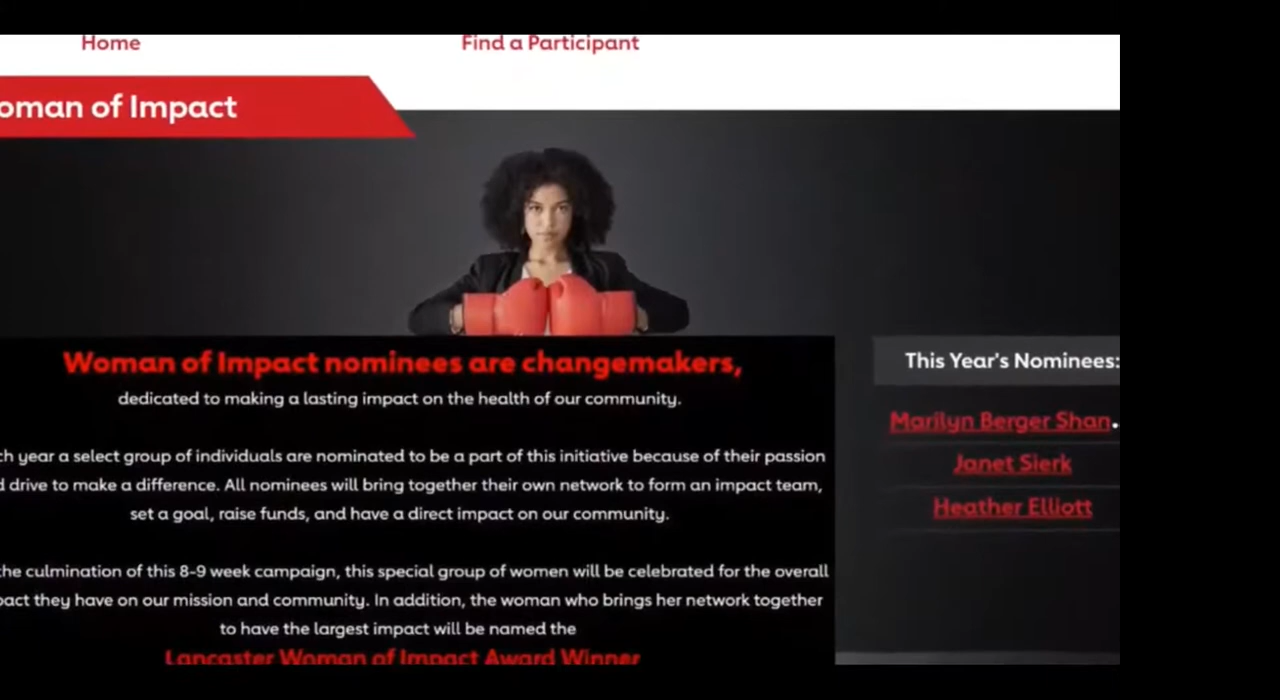 Home
Find a Participant
oman of Impact
Woman of Impact nominees are changemakers,
dedicated to making a lasting impact on the health of our community.
ch year a select group of individuals are nominated to be a part of this initiative because of their passion
d drive to make a difference. All nominees will bring together their own network to form an impact team,
set a goal, raise funds, and have a direct impact on our community.
the culmination of this 8-9 week campaign, this special group of women will be celebrated for the overall
pact they have on our mission and community. In addition, the woman who brings her network together
to have the largest impact will be named the
Lancaster Woman of Impact Award Winner
This Year's Nominees:
Marilyn Berger Shan.
Janet Sierk
Heather Elliott